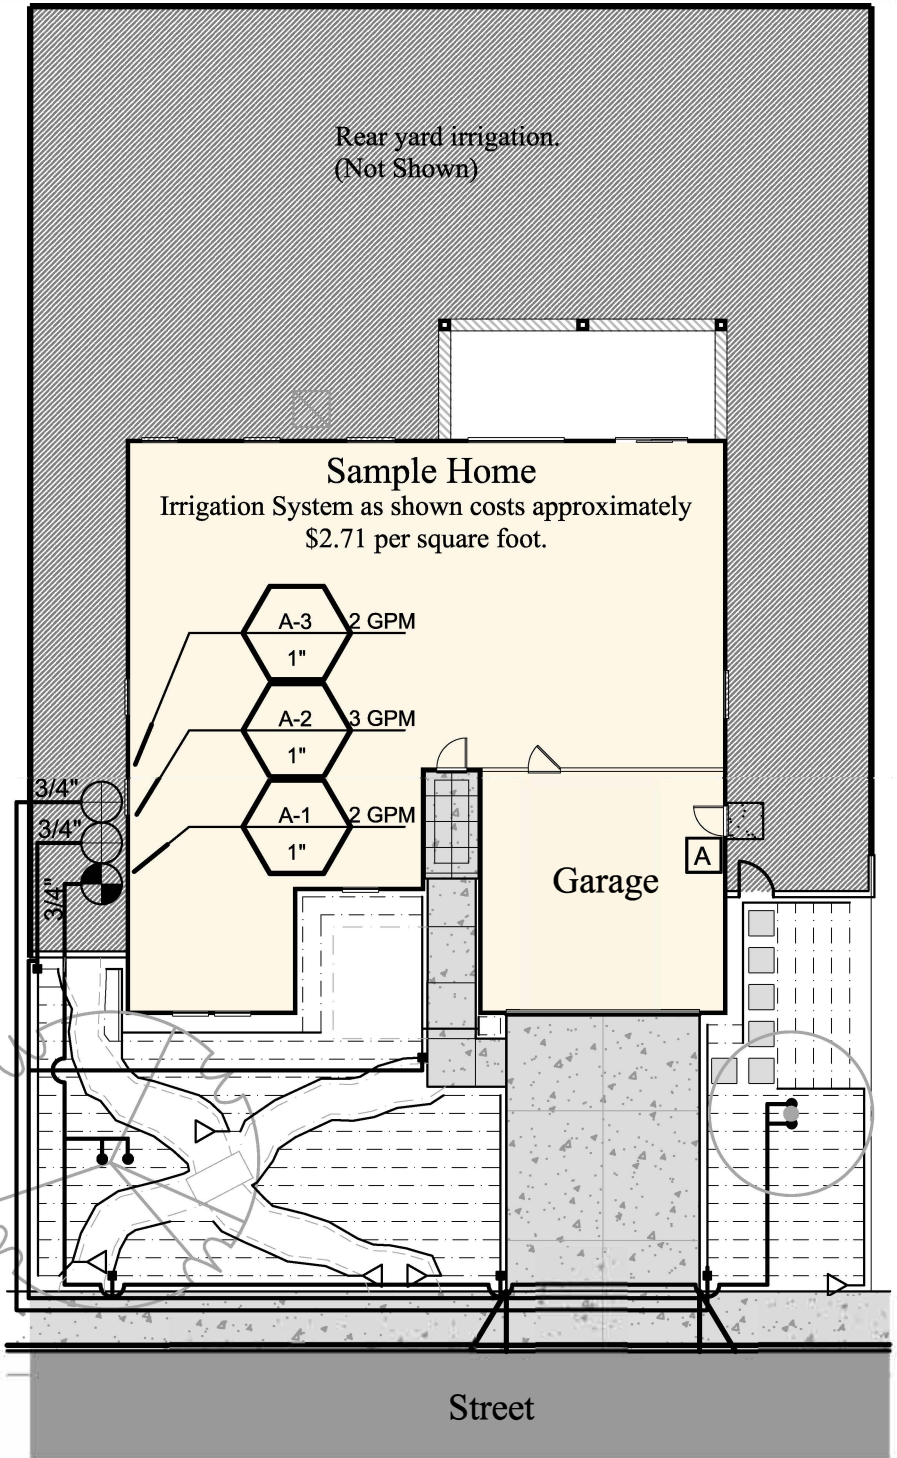 Rear yard irrigation.
(Not Shown)
Sample Home
Irrigation System as shown costs approximately
$2.71 per square foot.
A-3 2 GPM
1"
A-2 3 GPM
1"
A-1 2 GPM
1"
3/4"
3/4"
3/4"
A
Garage
Street